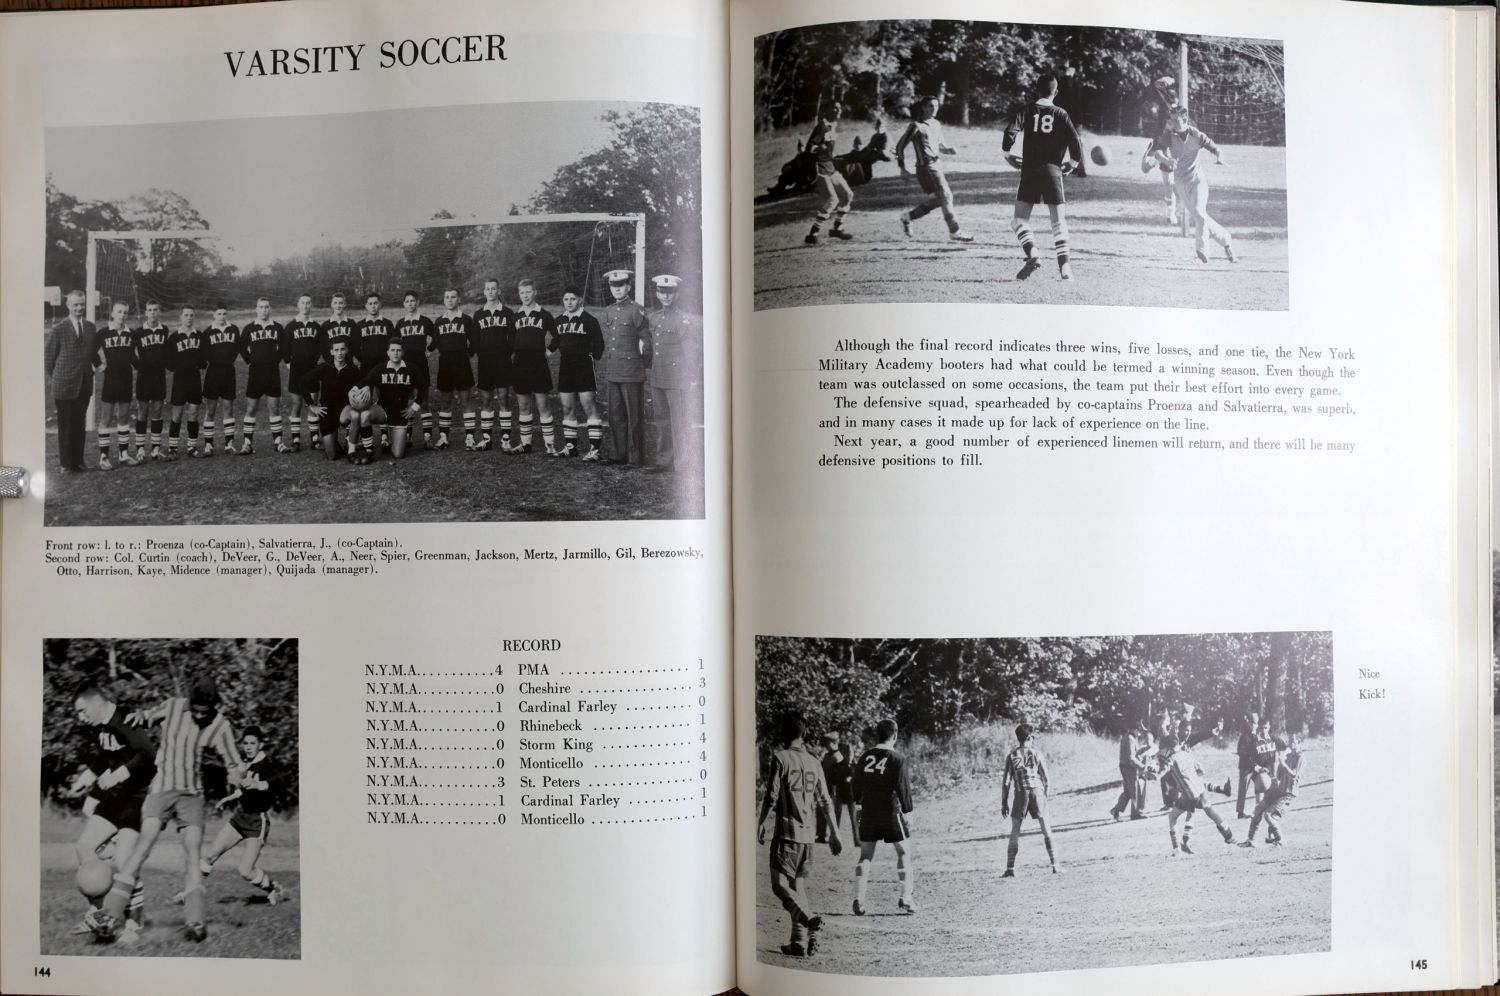 VARSITY SOCCER
N.Y.M.A.
Front row: l. to r.: Proenza (co-Captain), Salvatierra, J., (co-Captain).
Second row: Col. Curtin (coach), DeVeer, G., DeVeer, A., Neer, Spier, Greenman, Jackson, Mertz, Jarmillo, Gil, Berezowsky,
Otto, Harrison, Kaye, Midence (manager), Quijada (manager).
RECORD
N.Y.M.A...........4 PMA ................. 1
N.Y.M.A...........0 Cheshire ............... 3
N.Y.M.A...........1 Cardinal Farley ......... 0
N.Y.M.A...........0 Rhinebeck .............. 1
N.Y.M.A...........0 Storm King ............ 4
N.Y.M.A...........0 Monticello ............. 4
N.Y.M.A...........3 St. Peters .............. 0
N.Y.M.A...........1 Cardinal Farley ......... 1
N.Y.M.A...........0 Monticello ............. 1
144
18
Although the final record indicates three wins, five losses, and one tie, the New York
Military Academy booters had what could be termed a winning season. Even though the
team was outclassed on some occasions, the team put their best effort into every game.
The defensive squad, spearheaded by co-captains Proenza and Salvatierra, was superb,
and in many cases it made up for lack of experience on the line.
Next year, a good number of experienced linemen will return, and there will be many
defensive positions to fill.
Nice
Kick!
28
24
24
145